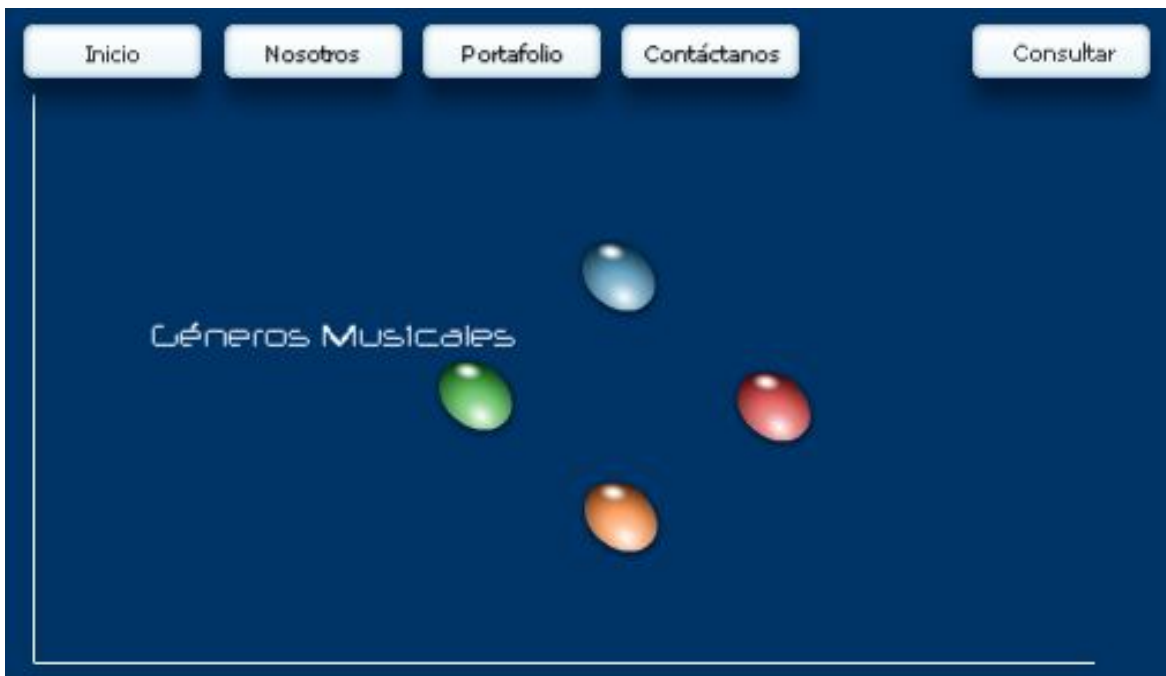 Inicio
Nosotros
Portafolio
Contáctanos
Consultar
Géneros Musicales